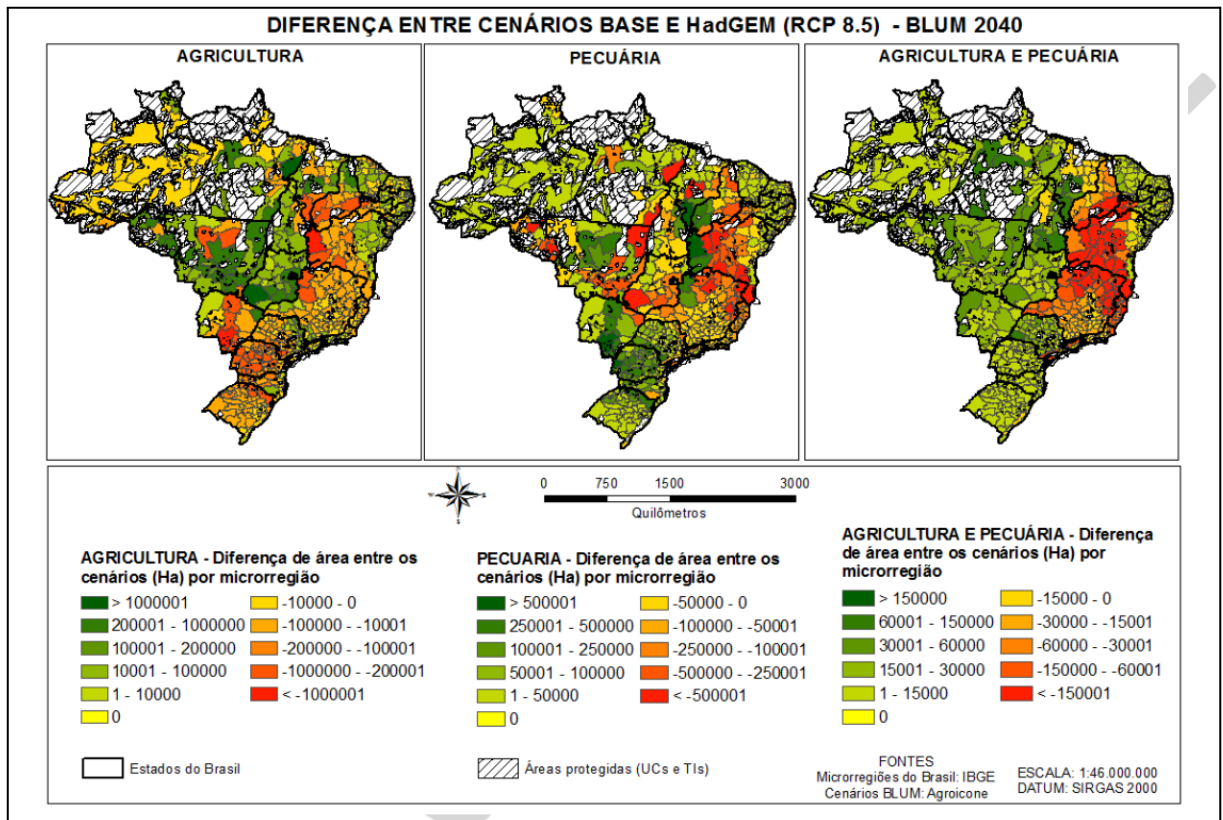 DIFERENÇA ENTRE CENÁRIOS BASE E HadGEM (RCP 8.5) - BLUM 2040
AGRICULTURA
PECUÁRIA
AGRICULTURA E PECUÁRIA
0 750 1500 3000
Quilômetros
AGRICULTURA - Diferença de área entre os
cenários (Ha) por microrregião
> 1000001
200001 - 1000000
100001 - 200000
10001 - 100000
1 - 10000
0
-10000 - 0
-100000 - -10001
-200000 - -100001
-1000000 - -200001
< -1000001
PECUARIA - Diferença de área entre os
cenários (Ha) por microrregião
> 500001
250001 - 500000
100001 - 250000
50001 - 100000
1 - 50000
0
-50000 - 0
-100000 - -50001
-250000 - -100001
-500000 - -250001
< -500001
AGRICULTURA E PECUÁRIA - Diferença
de área entre os cenários (Ha) por
microrregião
> 150000
60001 - 150000
30001 - 60000
15001 - 30000
1 - 15000
0
-15000 - 0
-30000 - -15001
-60000 - -30001
-150000 - -60001
< -150001
Estados do Brasil
Áreas protegidas (UCs e TIs)
FONTES
Microrregiões do Brasil: IBGE
Cenários BLUM: Agroicone
ESCALA: 1:46.000.000
DATUM: SIRGAS 2000